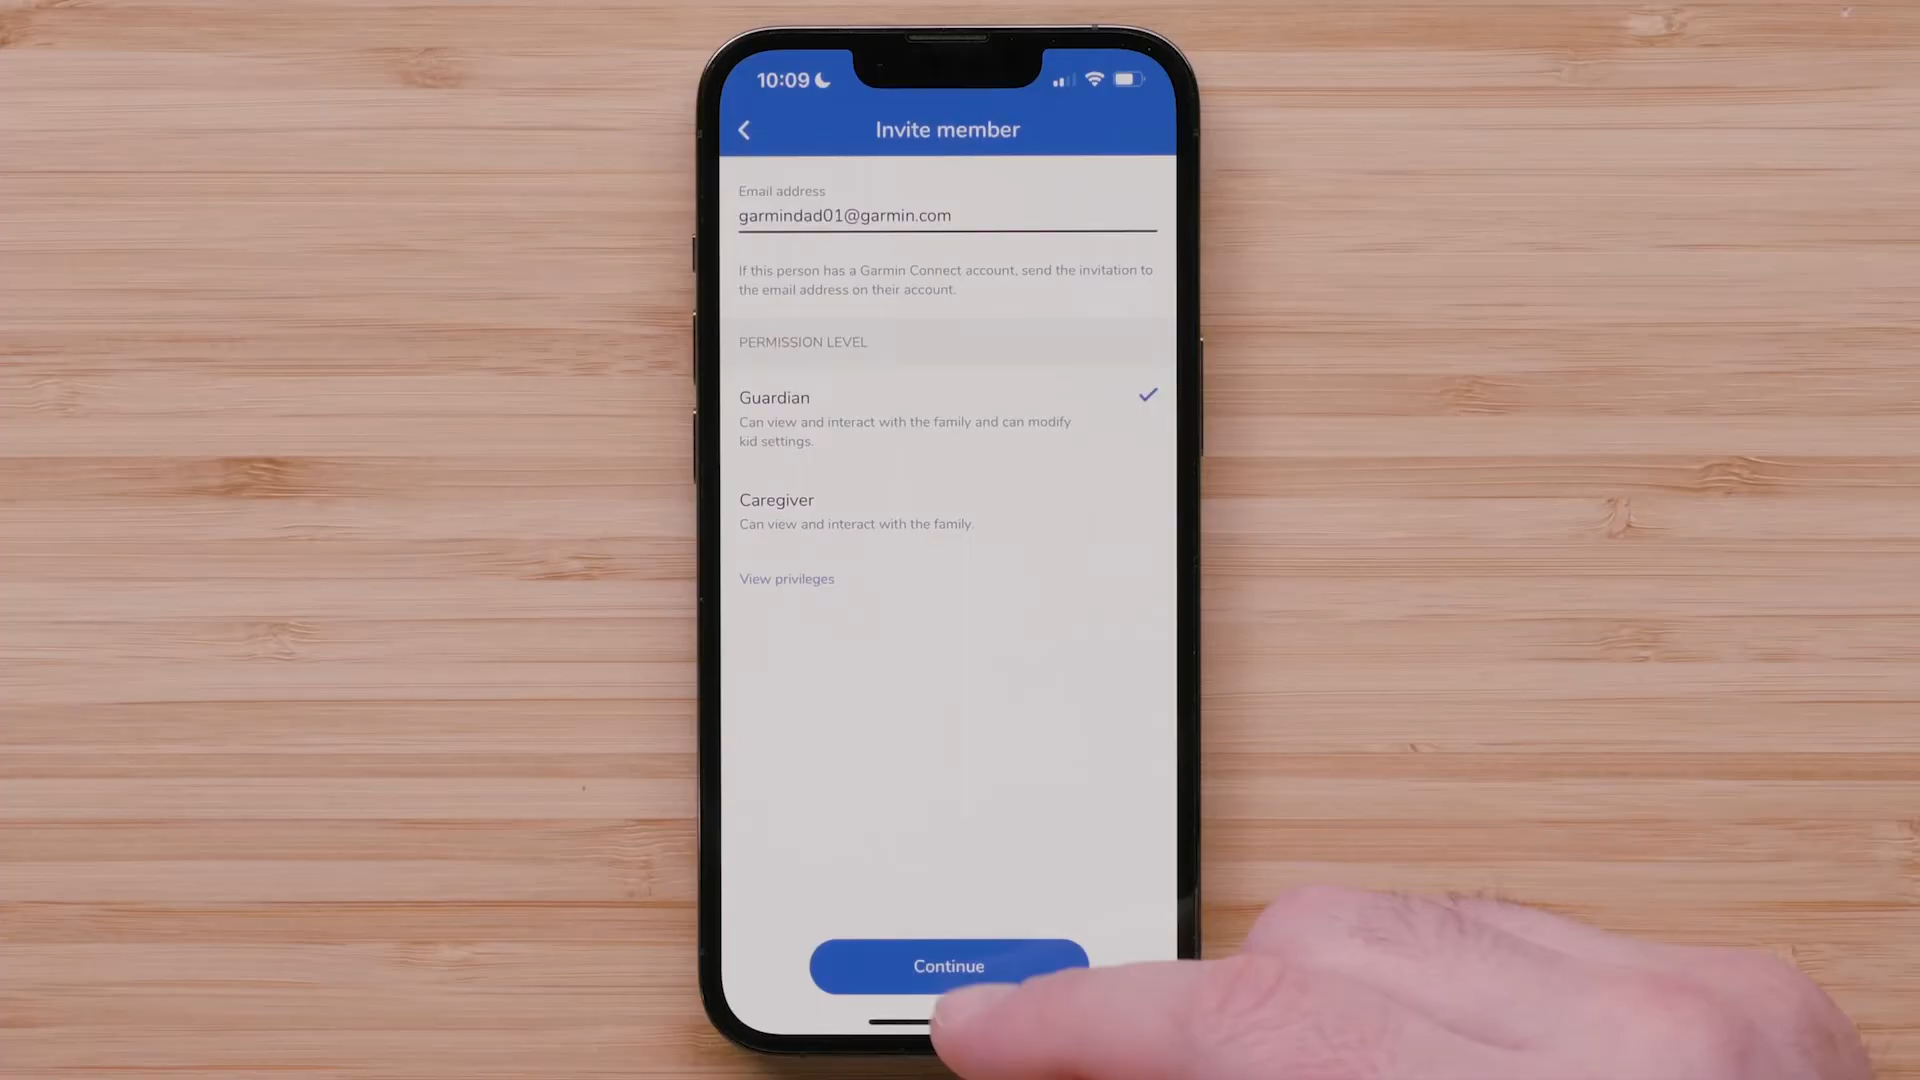 10:09
Invite member
Email address
garmindad01@garmin.com
If this person has a Garmin Connect account, send the invitation to
the email address on their account.
PERMISSION LEVEL
Guardian
Can view and interact with the family and can modify
kid settings.
Caregiver
Can view and interact with the family.
View privileges
Continue